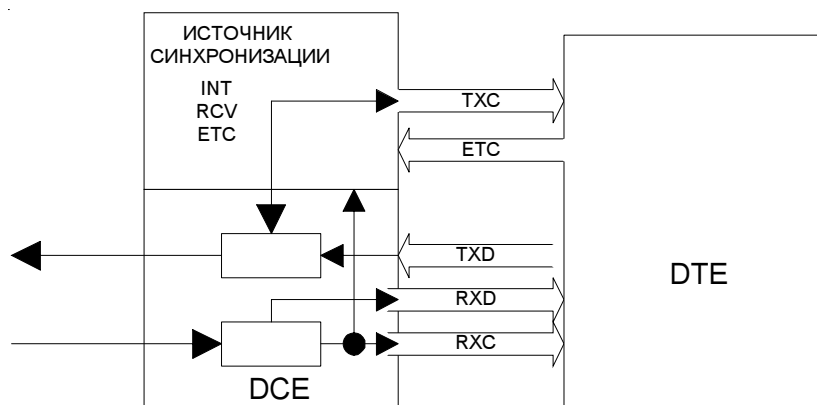 ИСТОЧНИК
СИНХРОНИЗАЦИИ
INT
RCV
ETC
TXC
ETC
TXD
RXD
RXC
DTE
DCE